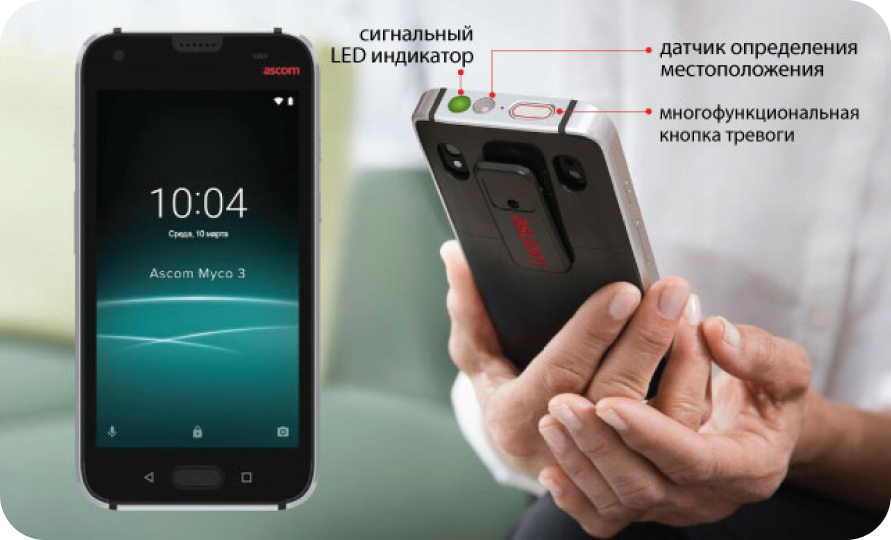 сигнальный
LED индикатор
датчик определения
местоположения
многофункциональная
кнопка тревоги
ascom
10:04
Среда, 10 марта
Ascom Myco 3
ascom